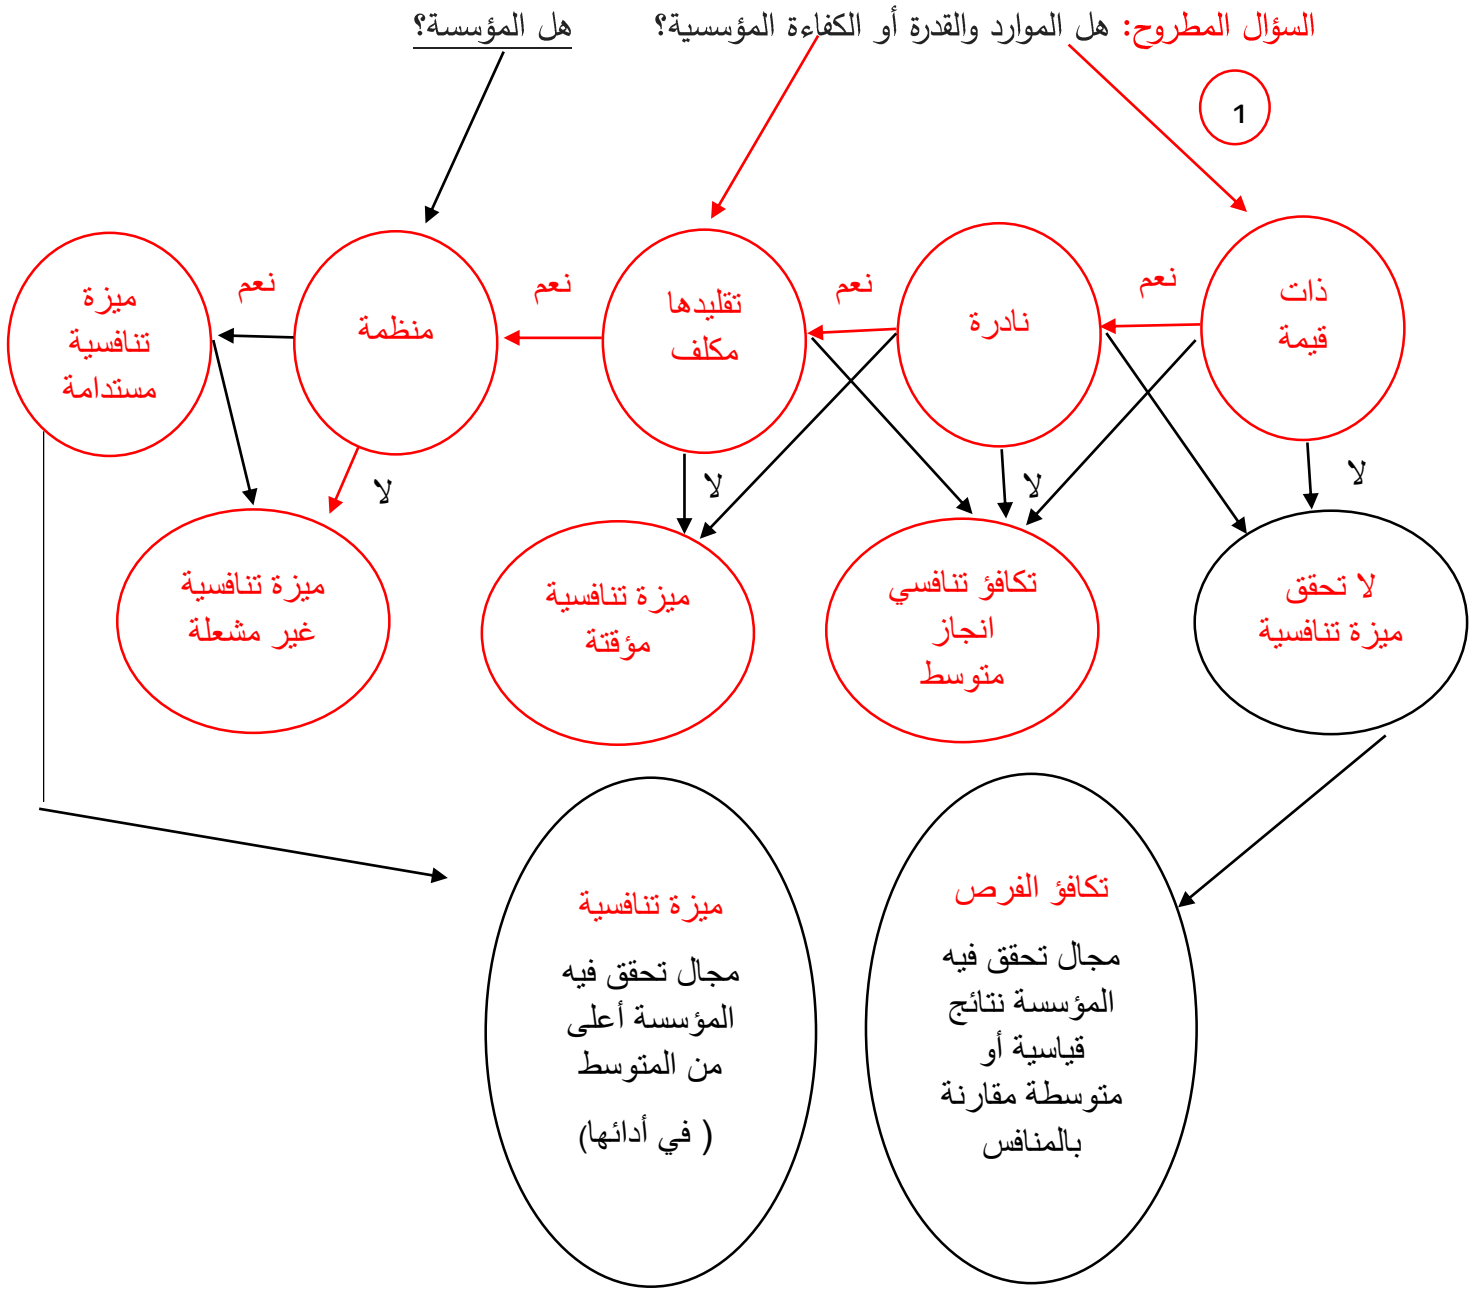 السؤال المطروح: هل الموارد والقدرة أو الكفاءة المؤسسية؟ هل المؤسسة؟
1
ذات
قيمة
نعم
نادرة
نعم
تقليدها
مكلف
نعم
منظمة
نعم
ميزة
تنافسية
مستدامة
لا
لا
لا
لا
لا تحقق
ميزة تنافسية
تكافؤ تنافسي
انجاز
متوسط
ميزة تنافسية
مؤقتة
ميزة تنافسية
غير مشعلة
تكافؤ الفرص
مجال تحقق فيه
المؤسسة نتائج
قياسية أو
متوسطة مقارنة
بالمنافس
ميزة تنافسية
مجال تحقق فيه
المؤسسة أعلى
من المتوسط
( في أدائها)